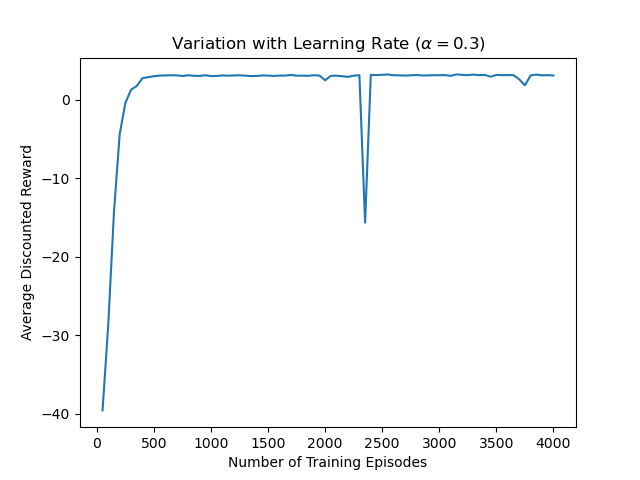 Variation with Learning Rate (α = 0.3)
Average Discounted Reward
0
−10
−20
−30
−40
0 500 1000 1500 2000 2500 3000 3500 4000
Number of Training Episodes